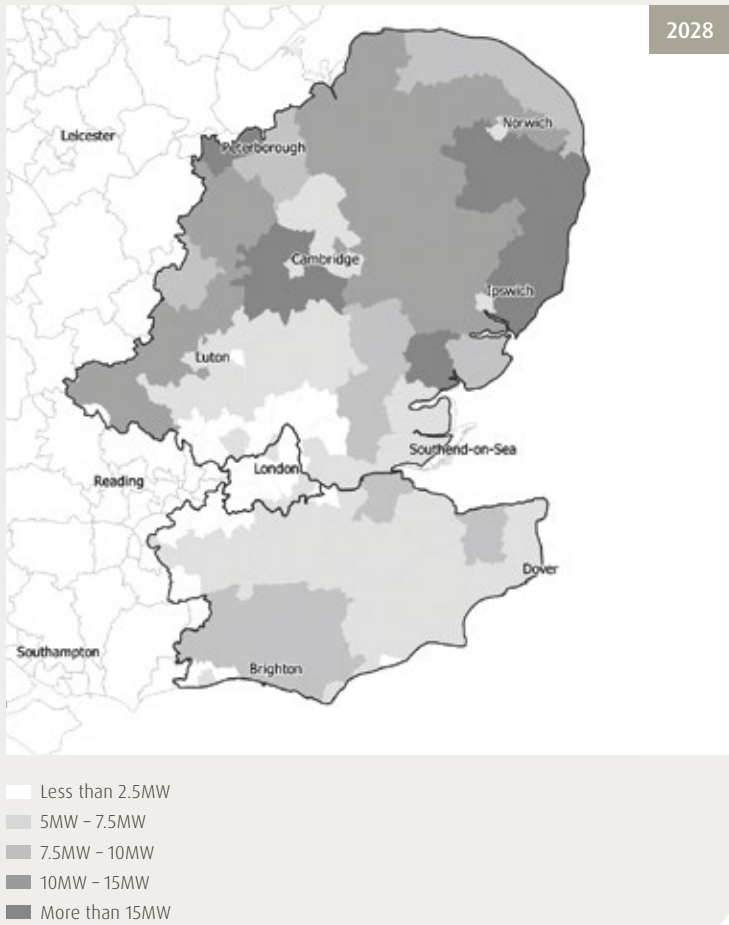 2028
Leicester
Peterborough
Norwich
Cambridge
Ipswich
Luton
Southend-on-Sea
London
Reading
Dover
Southampton
Brighton
Less than 2.5MW
5MW – 7.5MW
7.5MW – 10MW
10MW – 15MW
More than 15MW